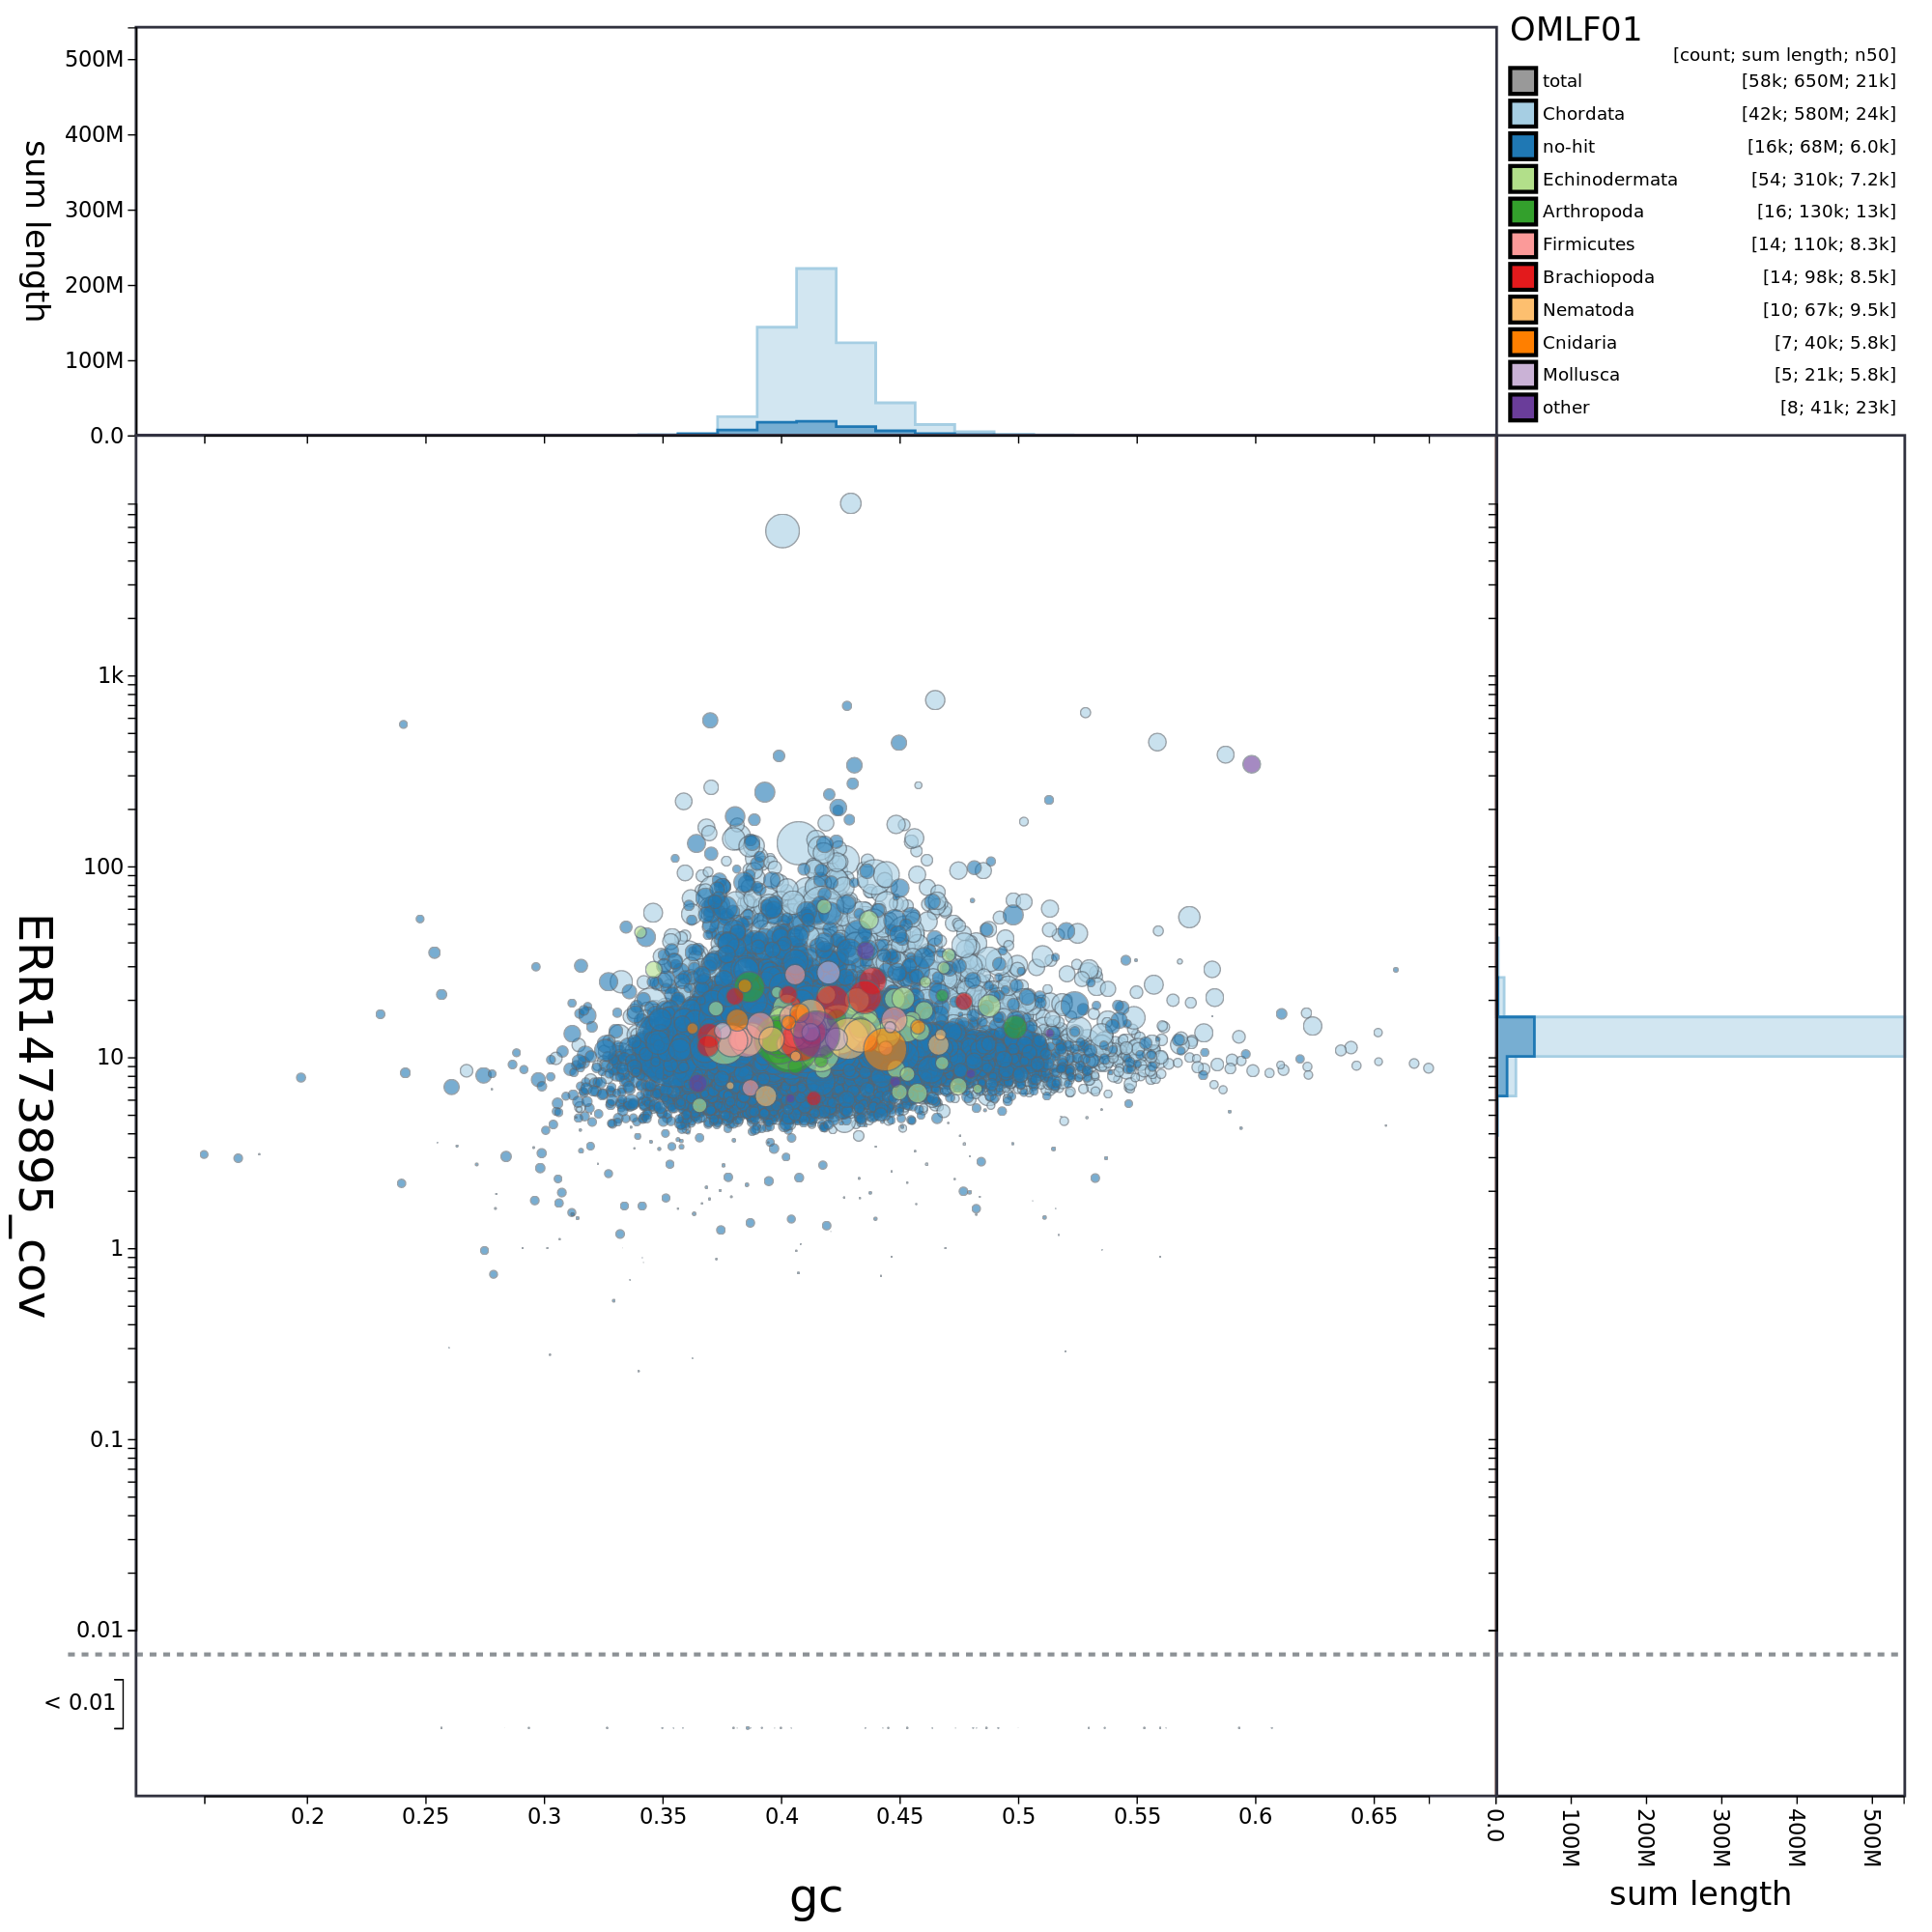 OMLF01
[count; sum length; n50]
total [58k; 650M; 21k]
Chordata [42k; 580M; 24k]
no-hit [16k; 68M; 6.0k]
Echinodermata [54; 310k; 7.2k]
Arthropoda [16; 130k; 13k]
Firmicutes [14; 110k; 8.3k]
Brachiopoda [14; 98k; 8.5k]
Nematoda [10; 67k; 9.5k]
Cnidaria [7; 40k; 5.8k]
Mollusca [5; 21k; 5.8k]
other [8; 41k; 23k]
sum length
500M
400M
300M
200M
100M
0.0
ERR1473895_cov
1k
100
10
1
0.1
0.01
< 0.01
0.2 0.25 0.3 0.35 0.4 0.45 0.5 0.55 0.6 0.65
gc
0.0 100M 200M 300M 400M 500M
sum length